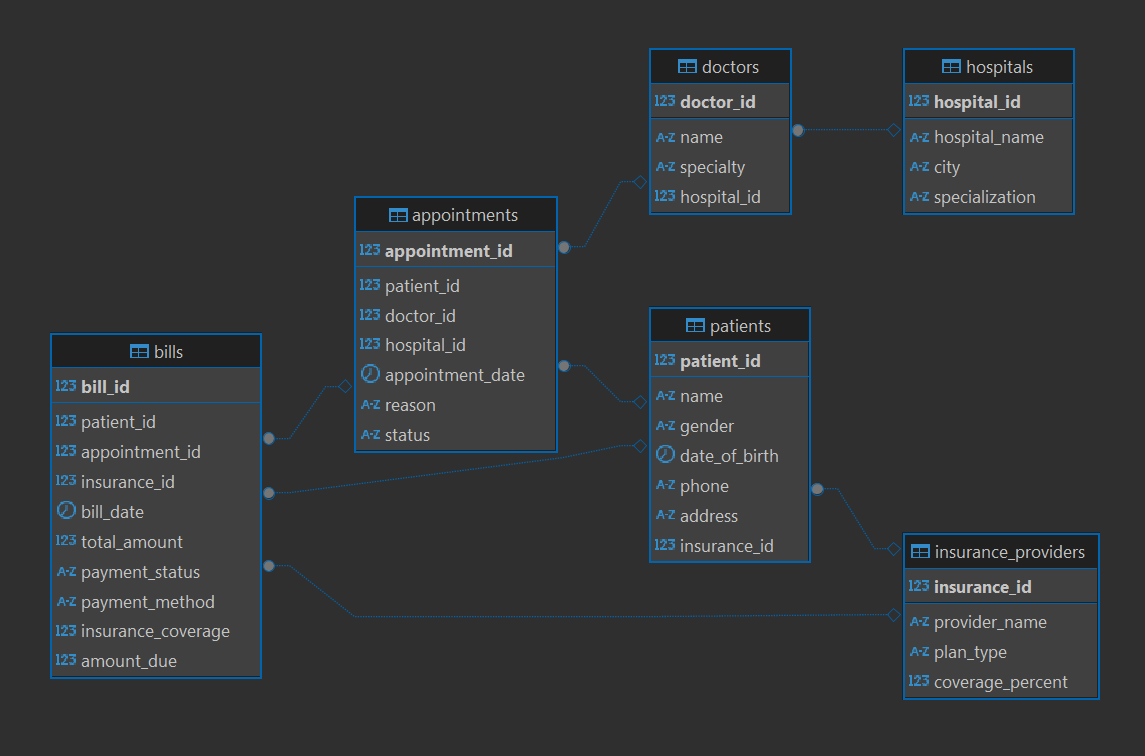 doctors
123 doctor_id
A-Z name
A-Z specialty
123 hospital_id
hospitals
123 hospital_id
A-Z hospital_name
A-Z city
A-Z specialization
appointments
123 appointment_id
123 patient_id
123 doctor_id
123 hospital_id
appointment_date
A-Z reason
A-Z status
patients
123 patient_id
A-Z name
A-Z gender
date_of_birth
A-Z phone
A-Z address
123 insurance_id
bills
123 bill_id
123 patient_id
123 appointment_id
123 insurance_id
bill_date
123 total_amount
A-Z payment_status
A-Z payment_method
123 insurance_coverage
123 amount_due
insurance_providers
123 insurance_id
A-Z provider_name
A-Z plan_type
123 coverage_percent